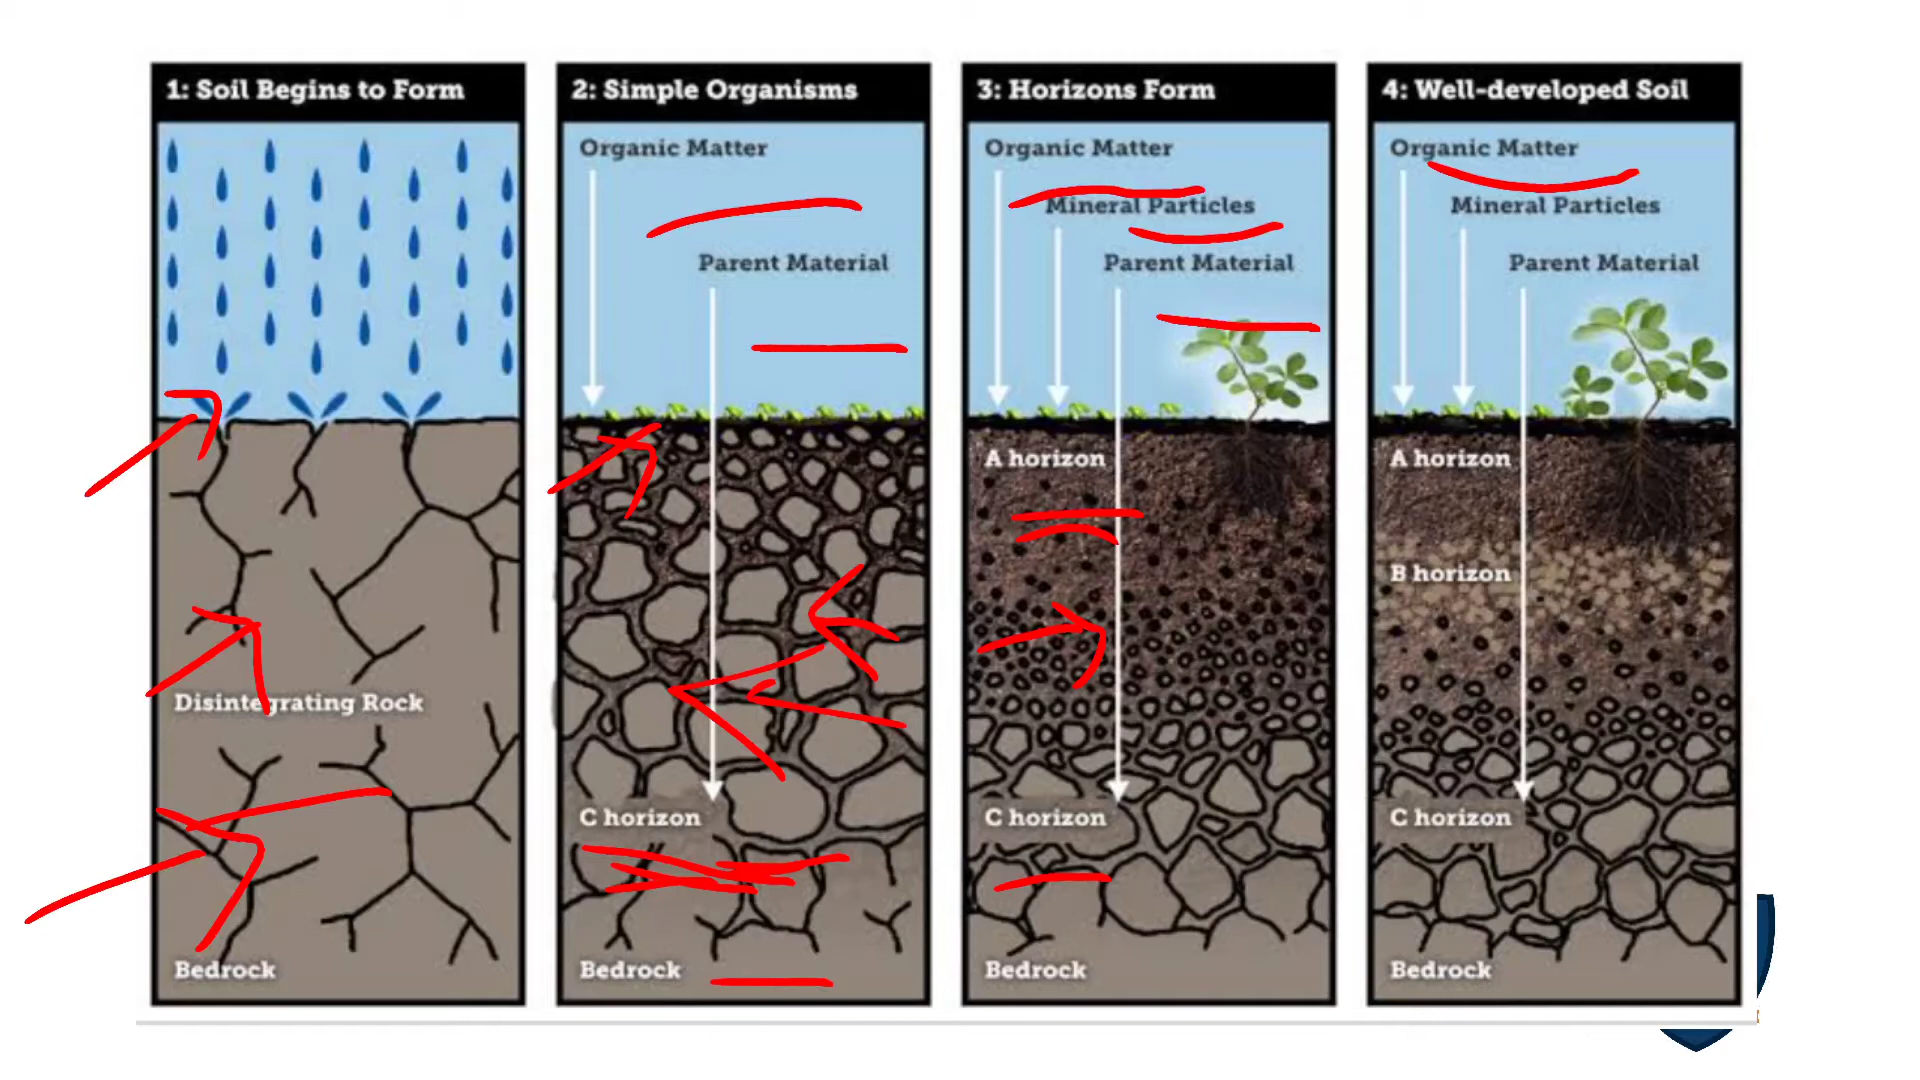 1: Soil Begins to Form
Disintegrating Rock
Bedrock
2: Simple Organisms
Organic Matter
Parent Material
C horizon
Bedrock
3: Horizons Form
Organic Matter
Mineral Particles
Parent Material
A horizon
C horizon
Bedrock
4: Well-developed Soil
Organic Matter
Mineral Particles
Parent Material
A horizon
B horizon
C horizon
Bedrock